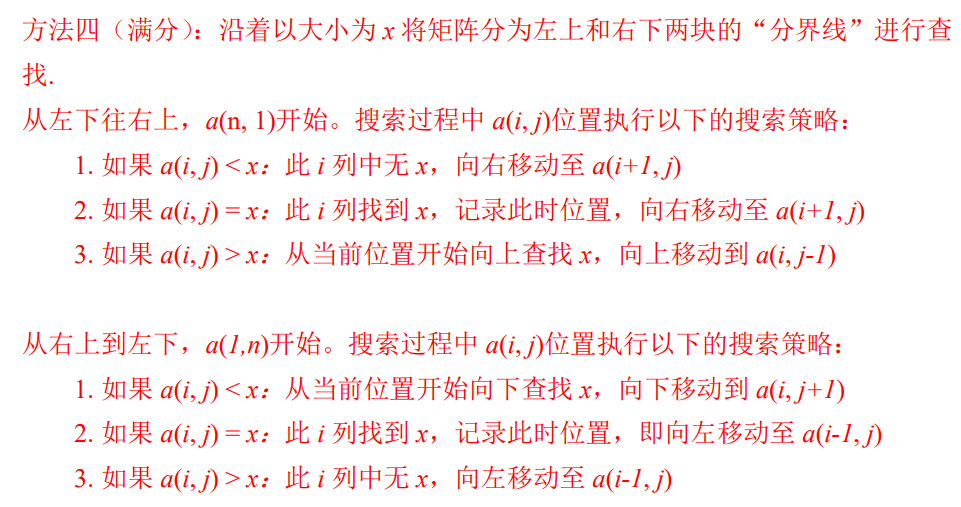 方法四（满分）：沿着以大小为 x 将矩阵分为左上和右下两块的“分界线”进行查
找.
从左下往右上，a(n, 1)开始。搜索过程中 a(i, j)位置执行以下的搜索策略：
1. 如果 a(i, j) < x：此 i 列中无 x，向右移动至 a(i+1, j)
2. 如果 a(i, j) = x：此 i 列找到 x，记录此时位置，向右移动至 a(i+1, j)
3. 如果 a(i, j) > x：从当前位置开始向上查找 x，向上移动到 a(i, j-1)
从右上到左下，a(1,n)开始。搜索过程中 a(i, j)位置执行以下的搜索策略：
1. 如果 a(i, j) < x：从当前位置开始向下查找 x，向下移动到 a(i, j+1)
2. 如果 a(i, j) = x：此 i 列找到 x，记录此时位置，即向左移动至 a(i-1, j)
3. 如果 a(i, j) > x：此 i 列中无 x，向左移动至 a(i-1, j)